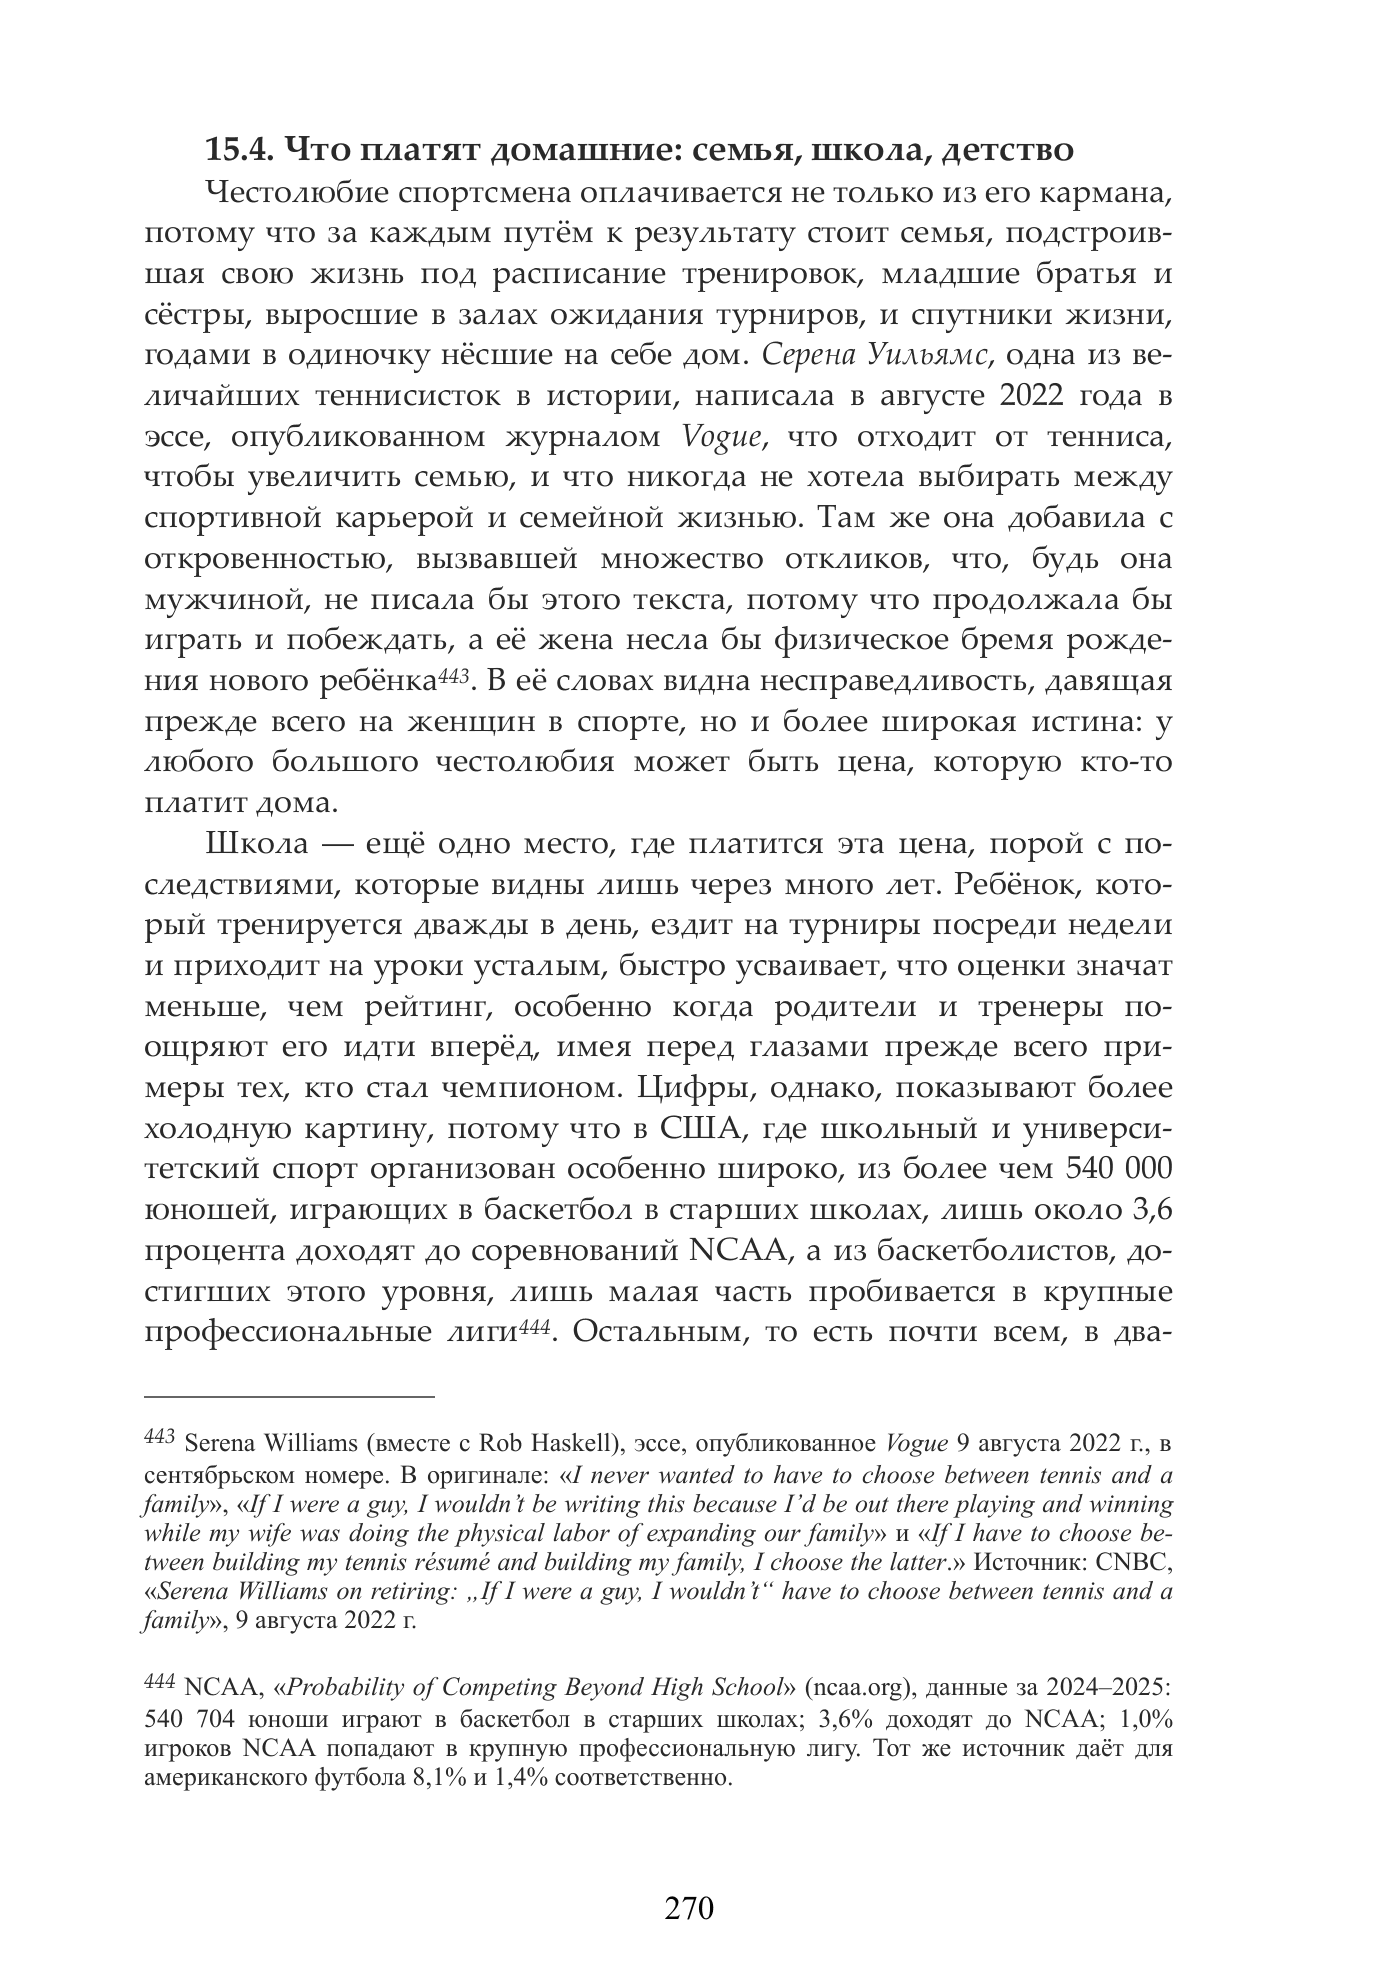 15.4. Что платят домашние: семья, школа, детство
Честолюбие спортсмена оплачивается не только из его кармана,
потому что за каждым путём к результату стоит семья, подстроив-
шая свою жизнь под расписание тренировок, младшие братья и
сёстры, выросшие в залах ожидания турниров, и спутники жизни,
годами в одиночку нёсшие на себе дом. Серена Уильямс, одна из ве-
личайших теннисисток в истории, написала в августе 2022 года в
эссе, опубликованном журналом Vogue, что отходит от тенниса,
чтобы увеличить семью, и что никогда не хотела выбирать между
спортивной карьерой и семейной жизнью. Там же она добавила с
откровенностью, вызвавшей множество откликов, что, будь она
мужчиной, не писала бы этого текста, потому что продолжала бы
играть и побеждать, а её жена несла бы физическое бремя рожде-
ния нового ребёнка443. В её словах видна несправедливость, давящая
прежде всего на женщин в спорте, но и более широкая истина: у
любого большого честолюбия может быть цена, которую кто-то
платит дома.
Школа — ещё одно место, где платится эта цена, порой с по-
следствиями, которые видны лишь через много лет. Ребёнок, кото-
рый тренируется дважды в день, ездит на турниры посреди недели
и приходит на уроки усталым, быстро усваивает, что оценки значат
меньше, чем рейтинг, особенно когда родители и тренеры по-
ощряют его идти вперёд, имея перед глазами прежде всего при-
меры тех, кто стал чемпионом. Цифры, однако, показывают более
холодную картину, потому что в США, где школьный и универси-
тетский спорт организован особенно широко, из более чем 540 000
юношей, играющих в баскетбол в старших школах, лишь около 3,6
процента доходят до соревнований NCAA, а из баскетболистов, до-
стигших этого уровня, лишь малая часть пробивается в крупные
профессиональные лиги444. Остальным, то есть почти всем, в два-
443 Serena Williams (вместе с Rob Haskell), эссе, опубликованное Vogue 9 августа 2022 г., в
сентябрьском номере. В оригинале: «I never wanted to have to choose between tennis and a
family», «If I were a guy, I wouldn’t be writing this because I’d be out there playing and winning
while my wife was doing the physical labor of expanding our family» и «If I have to choose be-
tween building my tennis résumé and building my family, I choose the latter.» Источник: CNBC,
«Serena Williams on retiring: „If I were a guy, I wouldn’t“ have to choose between tennis and a
family», 9 августа 2022 г.
444 NCAA, «Probability of Competing Beyond High School» (ncaa.org), данные за 2024–2025:
540 704 юноши играют в баскетбол в старших школах; 3,6% доходят до NCAA; 1,0%
игроков NCAA попадают в крупную профессиональную лигу. Тот же источник даёт для
американского футбола 8,1% и 1,4% соответственно.
270